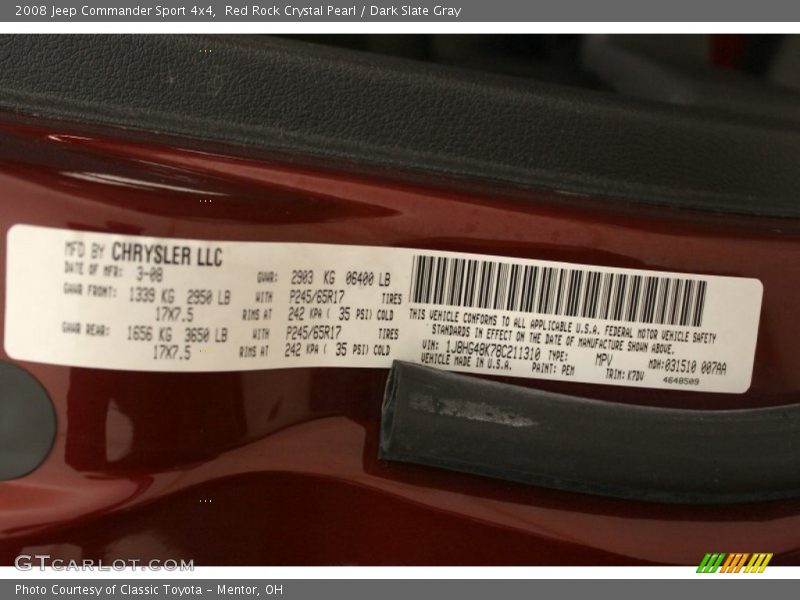 2008 Jeep Commander Sport 4x4,  Red Rock Crystal Pearl / Dark Slate Gray
MFD BY CHRYSLER LLC
DATE OF MFR: 3-08 GVWR: 2903 KG 06400 LB
GAWR FRONT: 1339 KG 2950 LB WITH P245/65R17 TIRES
17X7.5 RIMS AT 242 KPA ( 35 PSI) COLD
GAWR REAR: 1656 KG 3650 LB WITH P245/65R17 TIRES
17X7.5 RIMS AT 242 KPA ( 35 PSI) COLD
THIS VEHICLE CONFORMS TO ALL APPLICABLE U.S.A. FEDERAL MOTOR VEHICLE SAFETY
STANDARDS IN EFFECT ON THE DATE OF MANUFACTURE SHOWN ABOVE.
VIN: 1J8HG48K78C211310 TYPE: MPV MDH:031510 007AA
VEHICLE MADE IN U.S.A. PAINT: PEM TRIM: K7DV 4648509
GTCARLOT.COM
Photo Courtesy of Classic Toyota - Mentor, OH